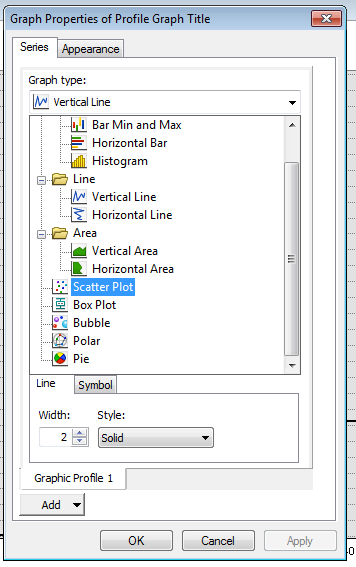 Graph Properties of Profile Graph Title
Series Appearance
Graph type:
Vertical Line
Bar Min and Max
Horizontal Bar
Histogram
Line
Vertical Line
Horizontal Line
Area
Vertical Area
Horizontal Area
Scatter Plot
Box Plot
Bubble
Polar
Pie
Line Symbol
Width: Style:
2 Solid
Graphic Profile 1
Add
OK Cancel Apply